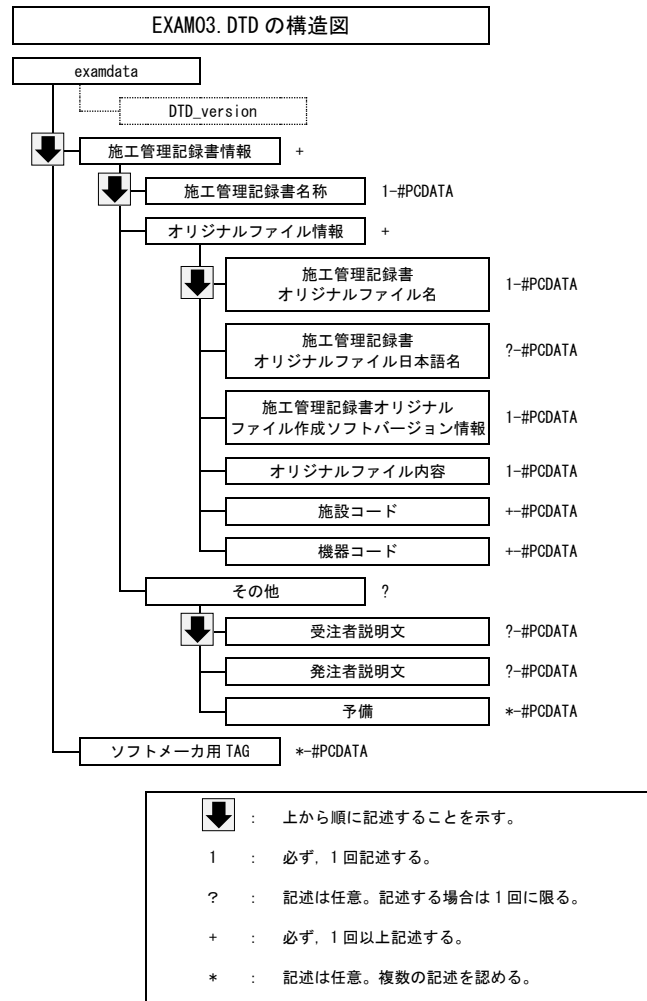 EXAM03.DTD の構造図
examdata
DTD_version
施工管理記録書情報 +
施工管理記録書名称 1-#PCDATA
オリジナルファイル情報 +
施工管理記録書
オリジナルファイル名 1-#PCDATA
施工管理記録書
オリジナルファイル日本語名 ?-#PCDATA
施工管理記録書オリジナル
ファイル作成ソフトバージョン情報 1-#PCDATA
オリジナルファイル内容 1-#PCDATA
施設コード +-#PCDATA
機器コード +-#PCDATA
その他 ?
受注者説明文 ?-#PCDATA
発注者説明文 ?-#PCDATA
予備 *-#PCDATA
ソフトメーカ用 TAG *-#PCDATA
: 上から順に記述することを示す。
1 : 必ず，1 回記述する。
? : 記述は任意。記述する場合は 1 回に限る。
+ : 必ず，1 回以上記述する。
* : 記述は任意。複数の記述を認める。